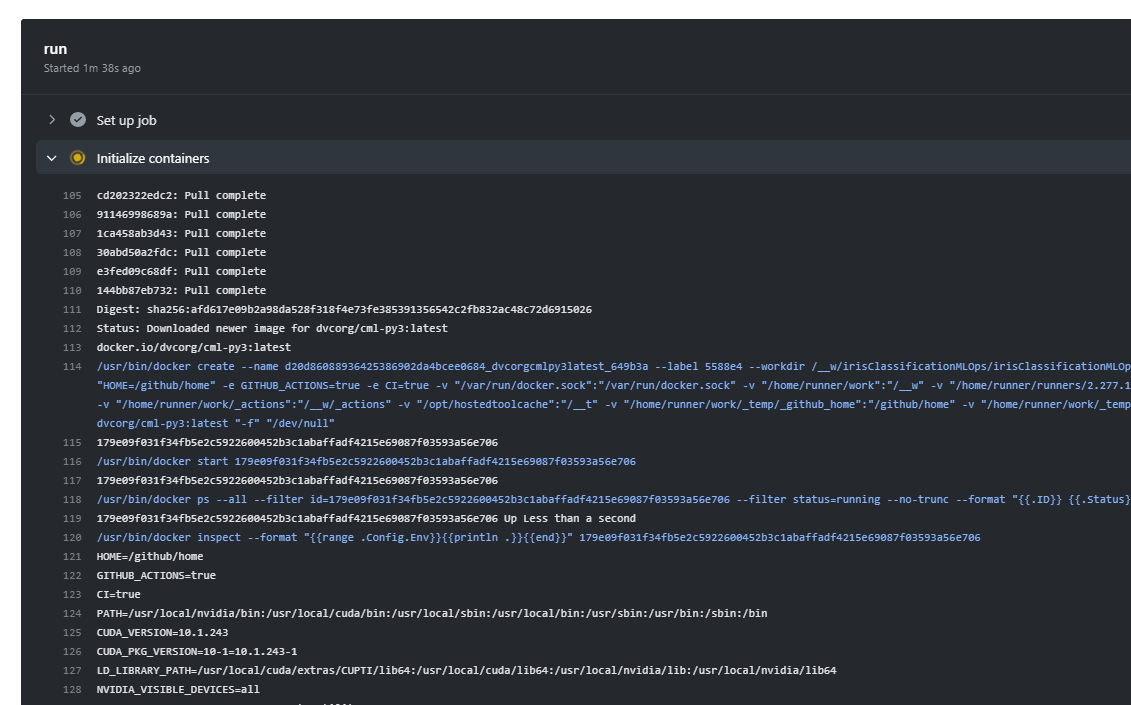 run
Started 1m 38s ago
Set up job
Initialize containers
105 cd202322edc2: Pull complete
106 91146998689a: Pull complete
107 1ca458ab3d43: Pull complete
108 30abd50a2fdc: Pull complete
109 e3fed09c68df: Pull complete
110 144bb87eb732: Pull complete
111 Digest: sha256:afd617e09b2a98da528f318f4e73fe385391356542c2fb832ac48c72d6915026
112 Status: Downloaded newer image for dvcorg/cml-py3:latest
113 docker.io/dvcorg/cml-py3:latest
114 /usr/bin/docker create --name d20d86088936425386902da4bcee0684_dvcorgcmlpy3latest_649b3a --label 5588e4 --workdir /__w/irisClassificationMLOps/irisClassificationMLOp
"HOME=/github/home" -e GITHUB_ACTIONS=true -e CI=true -v "/var/run/docker.sock":"/var/run/docker.sock" -v "/home/runner/work":"/__w" -v "/home/runner/runners/2.277.1
-v "/home/runner/work/_actions":"/__w/_actions" -v "/opt/hostedtoolcache":"/__t" -v "/home/runner/work/_temp/_github_home":"/github/home" -v "/home/runner/work/_temp
dvcorg/cml-py3:latest "-f" "/dev/null"
115 179e09f031f34fb5e2c5922600452b3c1abaffadf4215e69087f03593a56e706
116 /usr/bin/docker start 179e09f031f34fb5e2c5922600452b3c1abaffadf4215e69087f03593a56e706
117 179e09f031f34fb5e2c5922600452b3c1abaffadf4215e69087f03593a56e706
118 /usr/bin/docker ps --all --filter id=179e09f031f34fb5e2c5922600452b3c1abaffadf4215e69087f03593a56e706 --filter status=running --no-trunc --format "{{.ID}} {{.Status}
119 179e09f031f34fb5e2c5922600452b3c1abaffadf4215e69087f03593a56e706 Up Less than a second
120 /usr/bin/docker inspect --format "{{range .Config.Env}}{{println .}}{{end}}" 179e09f031f34fb5e2c5922600452b3c1abaffadf4215e69087f03593a56e706
121 HOME=/github/home
122 GITHUB_ACTIONS=true
123 CI=true
124 PATH=/usr/local/nvidia/bin:/usr/local/cuda/bin:/usr/local/sbin:/usr/local/bin:/usr/sbin:/usr/bin:/sbin:/bin
125 CUDA_VERSION=10.1.243
126 CUDA_PKG_VERSION=10-1=10.1.243-1
127 LD_LIBRARY_PATH=/usr/local/cuda/extras/CUPTI/lib64:/usr/local/cuda/lib64:/usr/local/nvidia/lib:/usr/local/nvidia/lib64
128 NVIDIA_VISIBLE_DEVICES=all